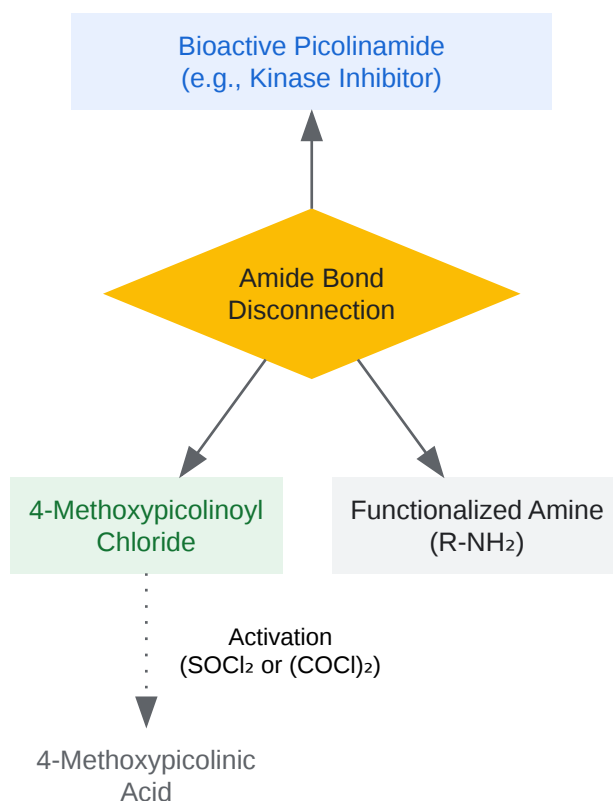 Bioactive Picolinamide
(e.g., Kinase Inhibitor)
Amide Bond
Disconnection
4-Methoxypicolinoyl
Chloride
Functionalized Amine
(R-NH₂)
Activation
(SOCl₂ or (COCl)₂)
4-Methoxypicolinic
Acid